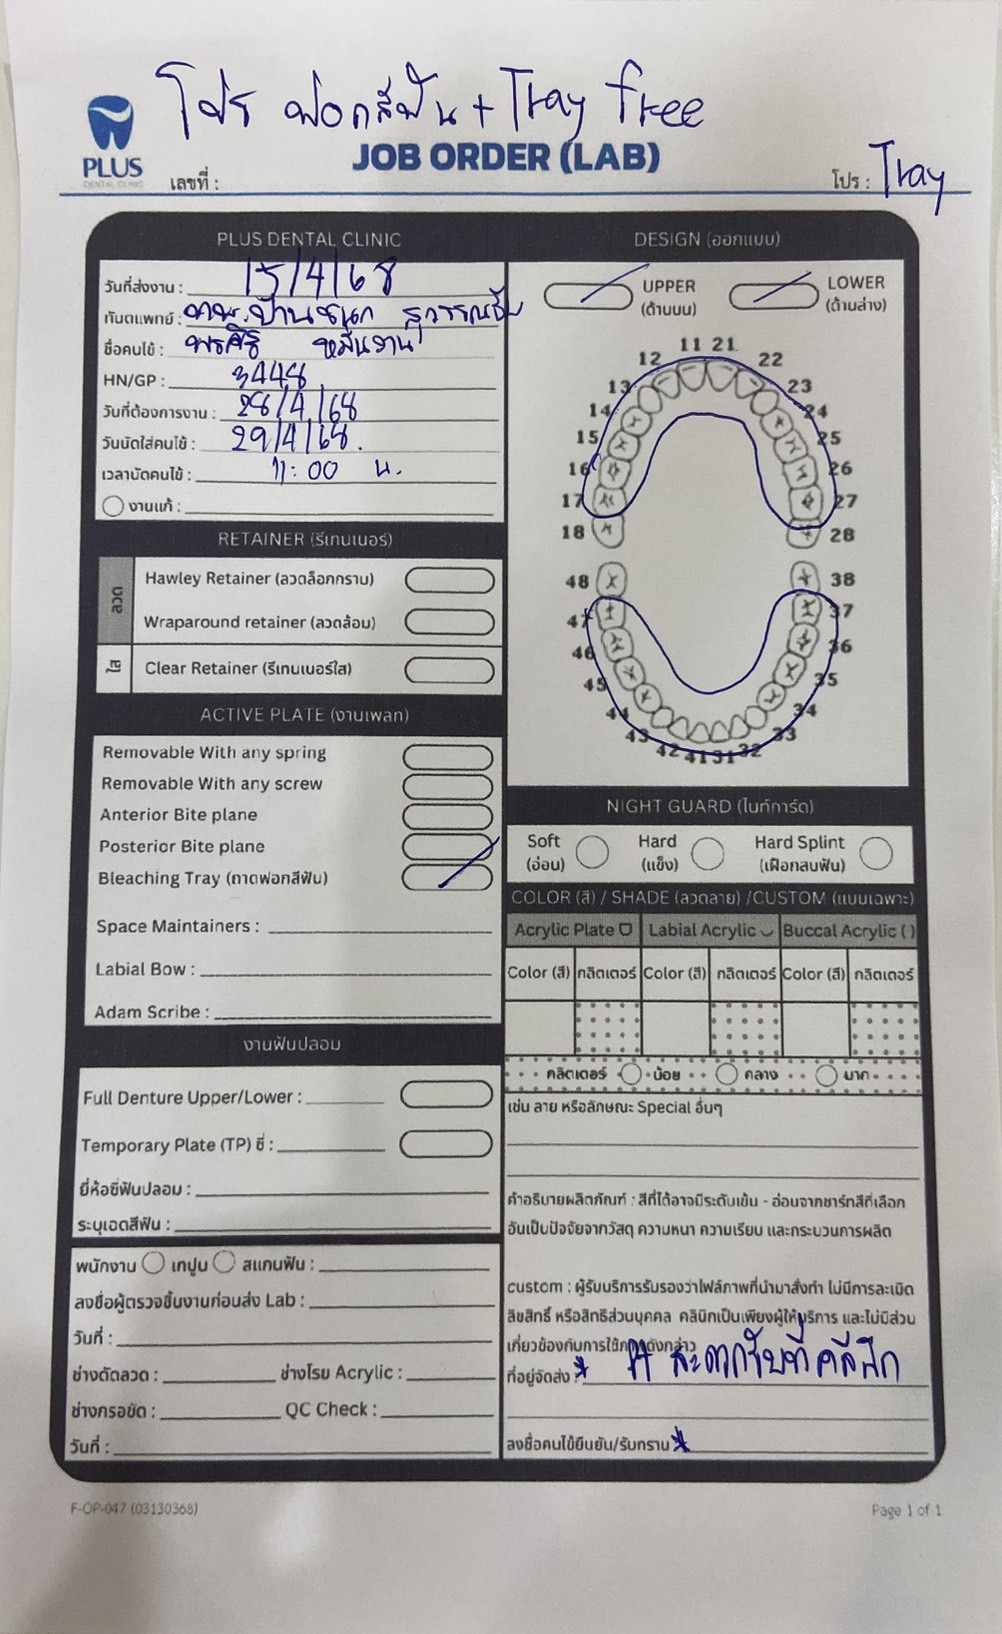 โปร ฟอกสีฟัน + Tray free
PLUS
DENTAL CLINIC
JOB ORDER (LAB)
เลขที่ :
โปร : Tray
PLUS DENTAL CLINIC
วันที่ส่งงาน : 15/4/68
ทันตแพทย์ : ทพ.ปานชนก
ชื่อคนไข้ : พรศิริ
HN/GP : 3448
วันที่ต้องการงาน : 28/4/68
วันนัดใส่คนไข้ : 29/4/68.
เวลานัดคนไข้ : 11:00 น.
งานแก้ :
RETAINER (รีเทนเนอร์)
ลวด
Hawley Retainer (ลวดล็อกกราม)
Wraparound retainer (ลวดล้อม)
ใส
Clear Retainer (รีเทนเนอร์ใส)
ACTIVE PLATE (งานเพลท)
Removable With any spring
Removable With any screw
Anterior Bite plane
Posterior Bite plane
Bleaching Tray (ถาดฟอกสีฟัน)
Space Maintainers :
Labial Bow :
Adam Scribe :
งานฟันปลอม
Full Denture Upper/Lower :
Temporary Plate (TP) ซี่ :
ยี่ห้อซี่ฟันปลอม :
ระบุเฉดสีฟัน :
พนักงาน เทปูน สแกนฟัน :
ลงชื่อผู้ตรวจชิ้นงานก่อนส่ง Lab :
วันที่ :
ช่างดัดลวด : ช่างโรย Acrylic :
ช่างกรอขัด : QC Check :
วันที่ :
DESIGN (ออกแบบ)
UPPER LOWER
(ด้านบน) (ด้านล่าง)
11 21
12 22
13 23
14 24
15 25
16 26
17 27
18 28
48 38
47 37
46 36
45 35
44 34
43 33
42 41 31 32
NIGHT GUARD (ไนท์การ์ด)
Soft Hard Hard Splint
(อ่อน) (แข็ง) (เฝือกสบฟัน)
COLOR (สี) / SHADE (ลวดลาย) /CUSTOM (แบบเฉพาะ)
Acrylic Plate Labial Acrylic Buccal Acrylic ( )
Color (สี) กลิตเตอร์ Color (สี) กลิตเตอร์ Color (สี) กลิตเตอร์
กลิตเตอร์ น้อย กลาง มาก
เช่น ลาย หรือลักษณะ Special อื่นๆ
คำอธิบายผลิตภัณฑ์ : สีที่ได้อาจมีระดับเข้ม - อ่อนจากชาร์ทสีที่เลือก
อันเป็นปัจจัยจากวัสดุ ความหนา ความเรียบ และกระบวนการผลิต
custom : ผู้รับบริการรับรองว่าไฟล์ภาพที่นำมาสั่งทำ ไม่มีการละเมิด
ลิขสิทธิ์ หรือสิทธิส่วนบุคคล คลินิกเป็นเพียงผู้ให้บริการ และไม่มีส่วน
เกี่ยวข้องกับการใช้ภาพดังกล่าว
ที่อยู่จัดส่ง : * สะดวกรับที่คลีนิก
ลงชื่อคนไข้ยืนยัน/รับทราบ *
F-OP-047 (03130368)
Page 1 of 1